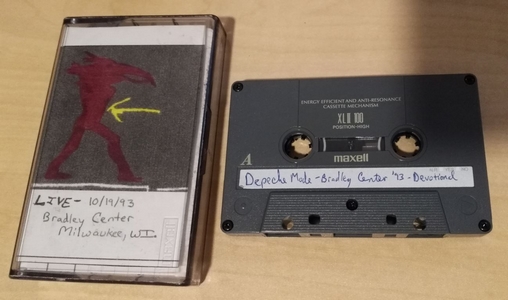 LIVE- 10/19/93
Bradley Center
Milwaukee, WI.
ENERGY EFFICIENT AND ANTI-RESONANCE
CASSETTE MECHANISM
XLII 100
POSITION•HIGH
maxell
A
Depeche Mode - Bradley Center '93 - Devotional